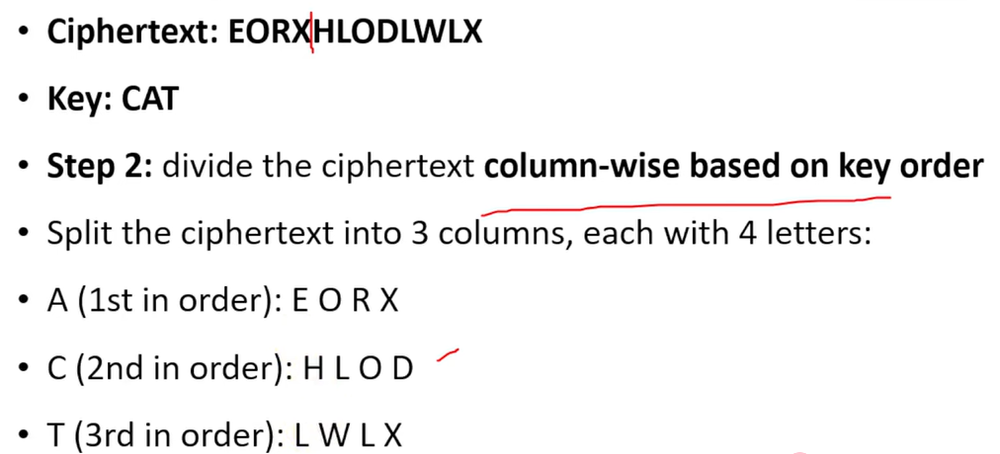 • Ciphertext: EORXHLODLWLX
• Key: CAT
• Step 2: divide the ciphertext column-wise based on key order
• Split the ciphertext into 3 columns, each with 4 letters:
• A (1st in order): E O R X
• C (2nd in order): H L O D
• T (3rd in order): L W L X